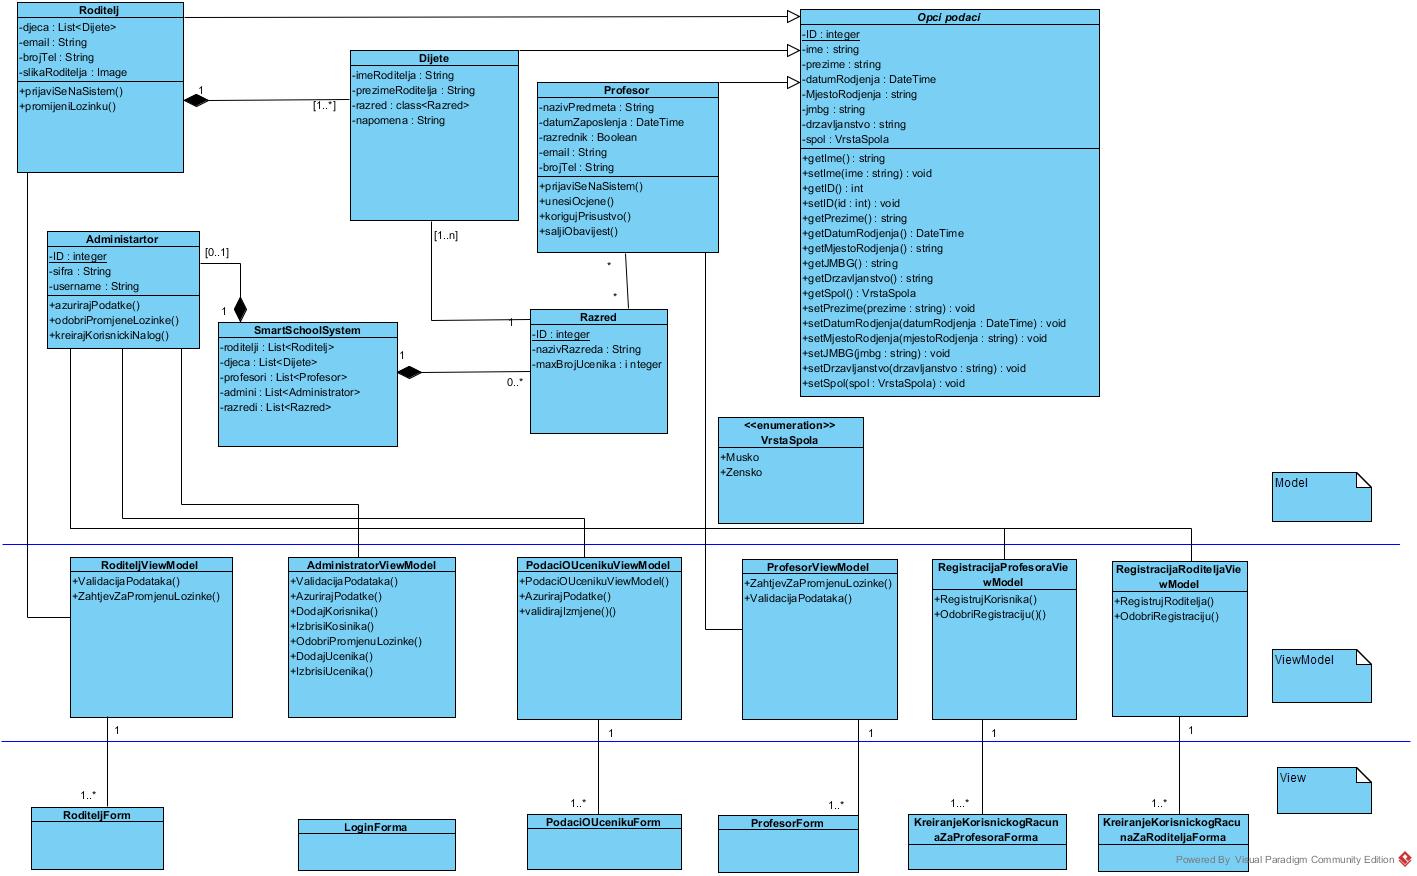 Roditelj
-djeca : List<Dijete>
-email : String
-brojTel : String
-slikaRoditelja : Image
+prijaviSeNaSistem()
+promijeniLozinku()
1
[1..*]
Dijete
-imeRoditelja : String
-prezimeRoditelja : String
-razred : class<Razred>
-napomena : String
[1..n]
1
Profesor
-nazivPredmeta : String
-datumZaposlenja : DateTime
-razrednik : Boolean
-email : String
-brojTel : String
+prijaviSeNaSistem()
+unesiOcjene()
+korigujPrisustvo()
+saljiObavijest()
*
*
Opci podaci
-ID : integer
-ime : string
-prezime : string
-datumRodjenja : DateTime
-MjestoRodjenja : string
-jmbg : string
-drzavljanstvo : string
-spol : VrstaSpola
+getIme() : string
+setIme(ime : string) : void
+getID() : int
+setID(id : int) : void
+getPrezime() : string
+getDatumRodjenja() : DateTime
+getMjestoRodjenja() : string
+getJMBG() : string
+getDrzavljanstvo() : string
+getSpol() : VrstaSpola
+setPrezime(prezime : string) : void
+setDatumRodjenja(datumRodjenja : DateTime) : void
+setMjestoRodjenja(mjestoRodjenja : string) : void
+setJMBG(jmbg : string) : void
+setDrzavljanstvo(drzavljanstvo : string) : void
+setSpol(spol : VrstaSpola) : void
Administartor
-ID : integer
-sifra : String
-username : String
+azurirajPodatke()
+odobriPromjeneLozinke()
+kreirajKorisnickiNalog()
[0..1]
1
SmartSchoolSystem
-roditelji : List<Roditelj>
-djeca : List<Dijete>
-profesori : List<Profesor>
-admini : List<Administrator>
-razredi : List<Razred>
1
0..*
Razred
-ID : integer
-nazivRazreda : String
-maxBrojUcenika : integer
<<enumeration>>
VrstaSpola
+Musko
+Zensko
Model
RoditeljViewModel
+ValidacijaPodataka()
+ZahtjevZaPromjenuLozinke()
AdministratorViewModel
+ValidacijaPodataka()
+AzurirajPodatke()
+DodajKorisnika()
+IzbrisiKosinika()
+OdobriPromjenuLozinke()
+DodajUcenika()
+IzbrisiUcenika()
PodaciOUcenikuViewModel
+PodaciOUcenikuViewModel()
+AzurirajPodatke()
+validirajIzmjene()()
ProfesorViewModel
+ZahtjevZaPromjenuLozinke()
+ValidacijaPodataka()
RegistracijaProfesoraVie
wModel
+RegistrujKorisnika()
+OdobriRegistraciju()()
RegistracijaRoditeljaVie
wModel
+RegistrujRoditelja()
+OdobriRegistraciju()
ViewModel
1
1
1
1
1
1..*
1..*
1..*
1...*
1..*
View
RoditeljForm
LoginForma
PodaciOUcenikuForm
ProfesorForm
KreiranjeKorisnickogRacu
naZaProfesoraForma
KreiranjeKorisnickogRacu
naZaRoditeljaForma
Powered By Visual Paradigm Community Edition